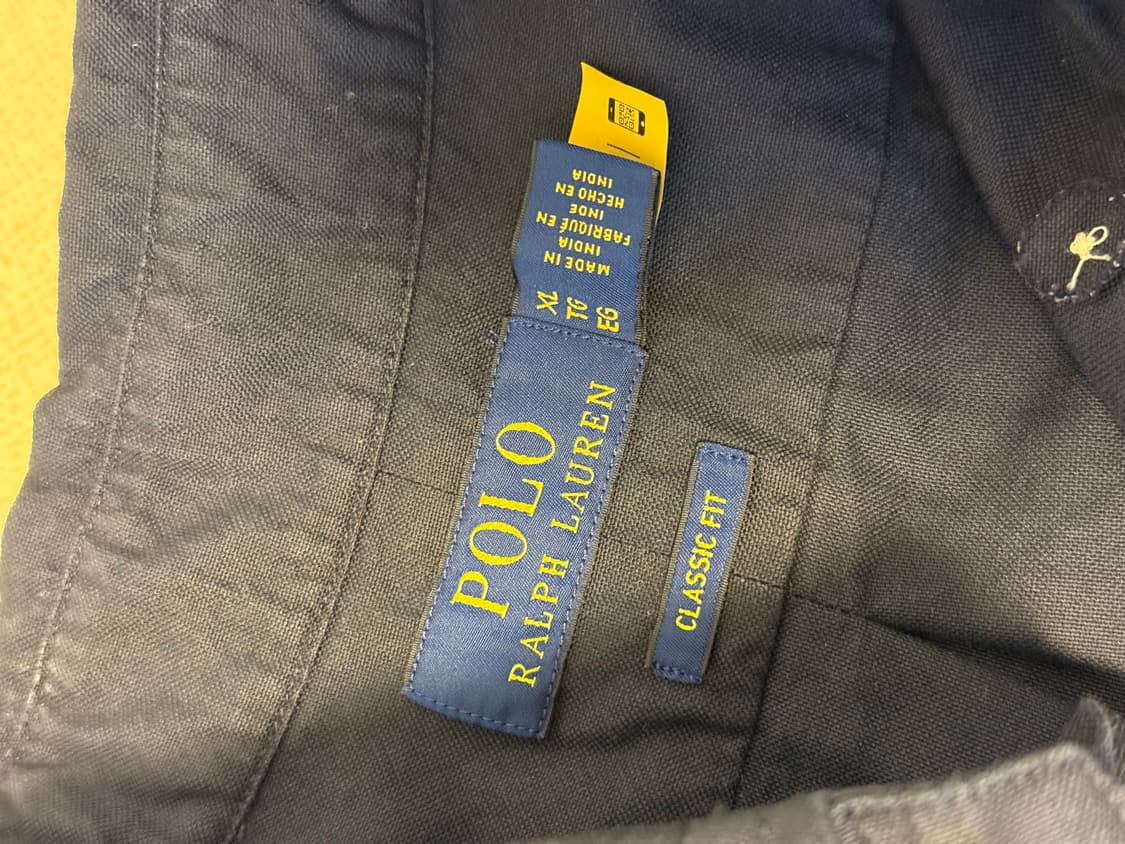 POLO
RALPH LAUREN
XL
TG
EG
MADE IN
INDIA
FABRIQUÉ EN
INDE
HECHO EN
INDIA
CLASSIC FIT